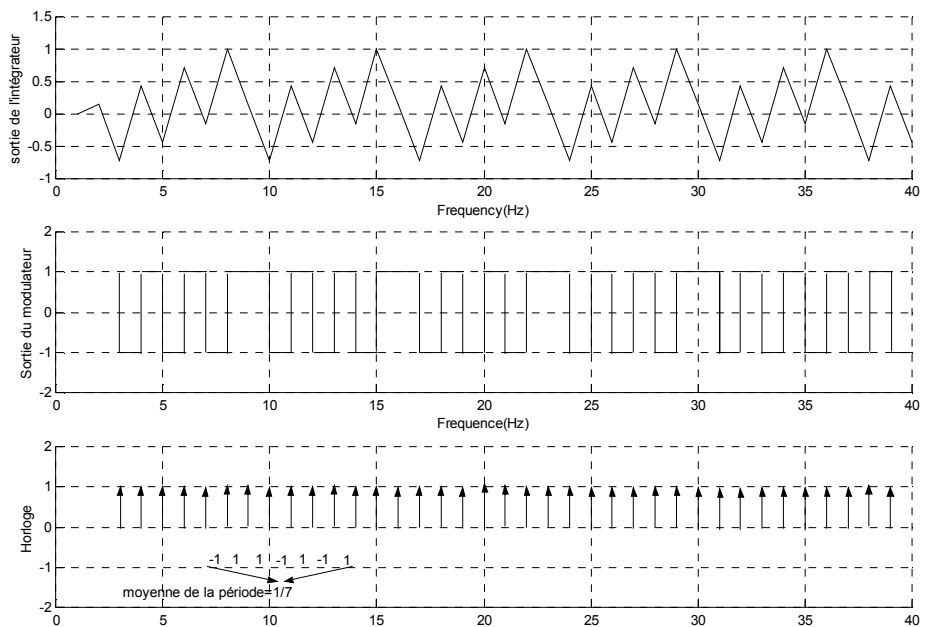 1.5
1
0.5
0
-0.5
-1
sortie de l'intégrateur
0 5 10 15 20 25 30 35 40
Frequency(Hz)
2
1
0
-1
-2
Sortie du modulateur
0 5 10 15 20 25 30 35 40
Frequence(Hz)
2
1
0
-1
-2
Horloge
-1 1 1 -1 1 -1 1
moyenne de la période=1/7
0 5 10 15 20 25 30 35 40